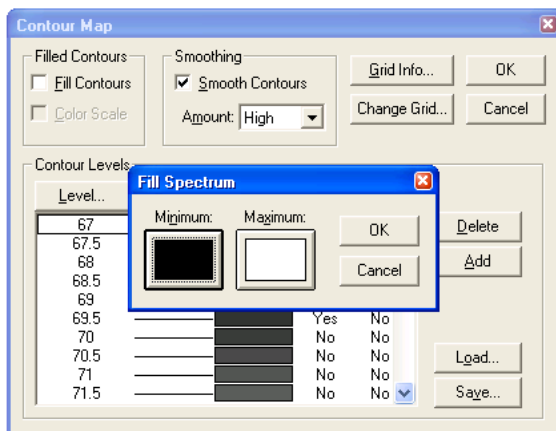 Contour Map
Filled Contours
Fill Contours
Color Scale
Smoothing
Smooth Contours
Amount: High
Grid Info...
OK
Change Grid...
Cancel
Contour Levels
Level...
67
67.5
68
68.5
69
69.5 Yes No
70 No No
70.5 No No
71 No No
71.5 No No
Fill Spectrum
Minimum: Maximum:
OK
Cancel
Delete
Add
Load...
Save...